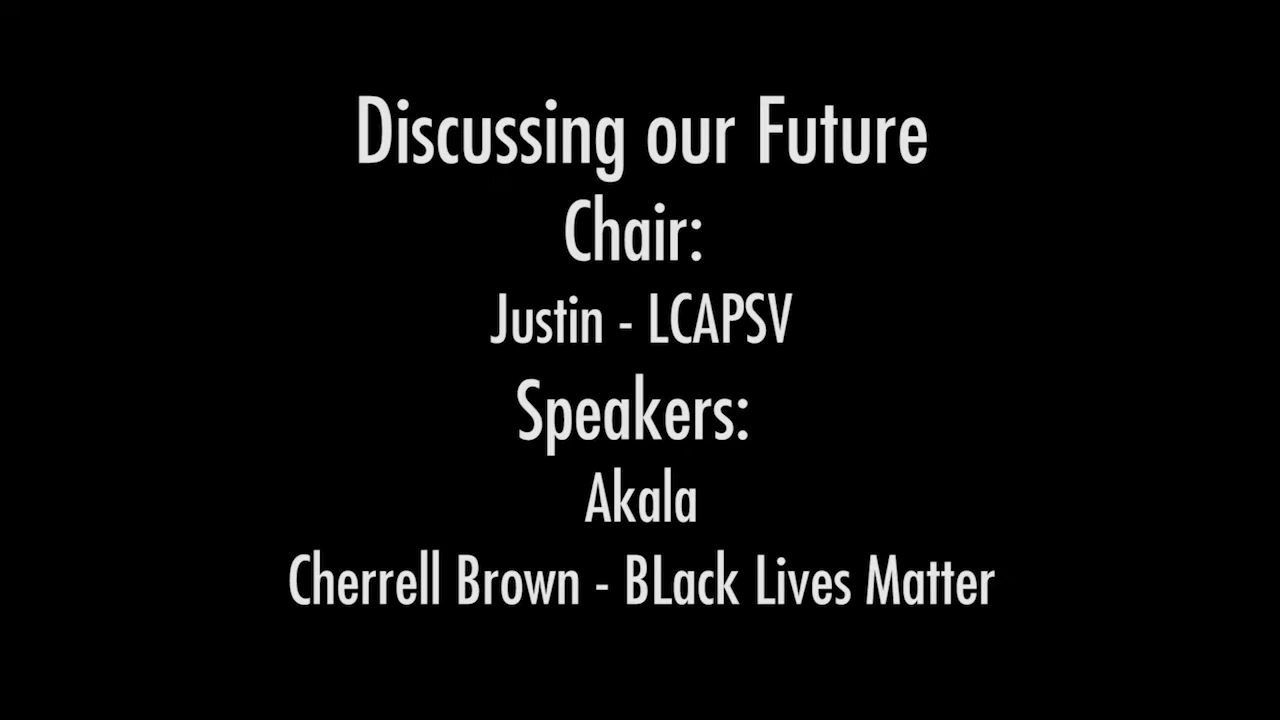 Discussing our Future
Chair:
Justin - LCAPSV
Speakers:
Akala
Cherrell Brown - BLack Lives Matter